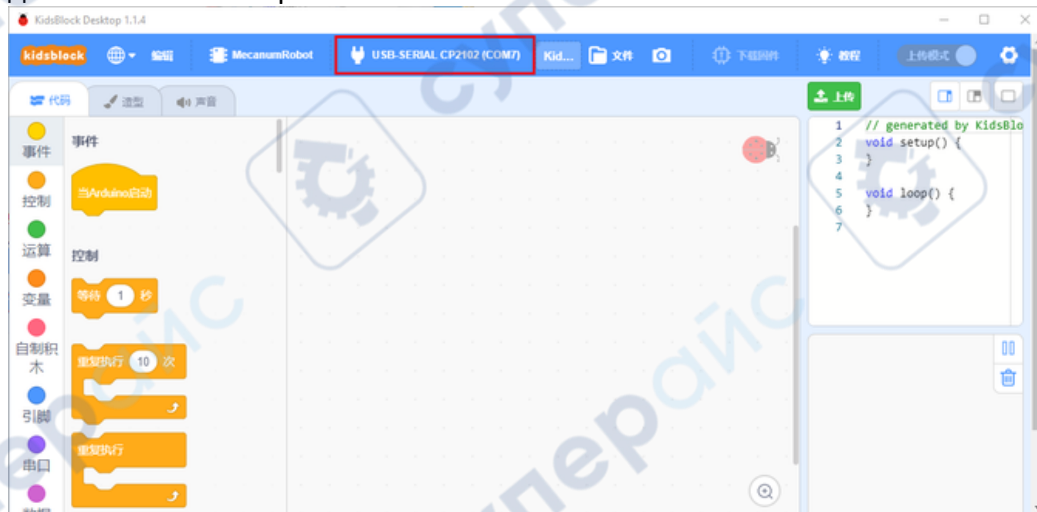 KidsBlock Desktop 1.1.4
kidsblock 编辑 MecanumRobot USB-SERIAL CP2102 (COM7) Kid... 文件 下载固件 教程 上传模式
代码 造型 声音 上传
事件
控制
运算
变量
自制积
木
引脚
串口
事件
当Arduino启动
控制
等待 1 秒
重复执行 10 次
重复执行
1 // generated by KidsBlo
2 void setup() {
3 }
4
5 void loop() {
6 }
7
супер айс